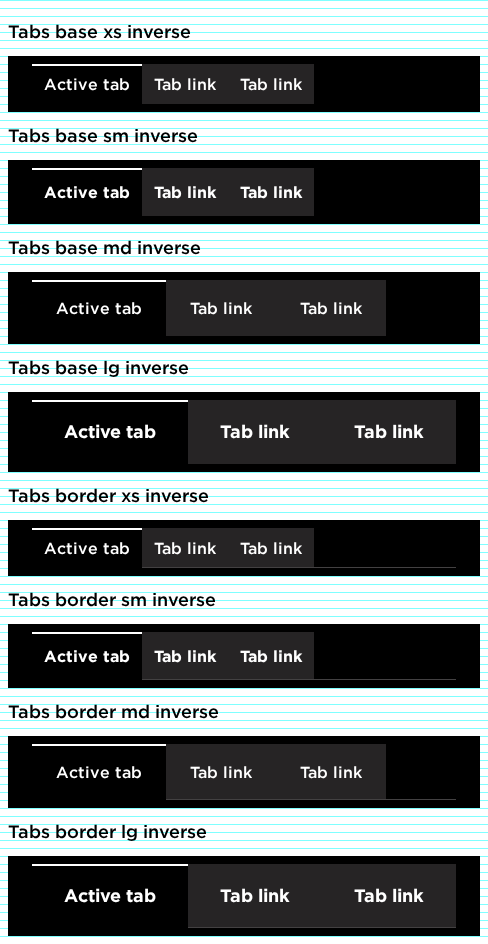 Tabs base xs inverse
Active tab Tab link Tab link
Tabs base sm inverse
Active tab Tab link Tab link
Tabs base md inverse
Active tab Tab link Tab link
Tabs base lg inverse
Active tab Tab link Tab link
Tabs border xs inverse
Active tab Tab link Tab link
Tabs border sm inverse
Active tab Tab link Tab link
Tabs border md inverse
Active tab Tab link Tab link
Tabs border lg inverse
Active tab Tab link Tab link